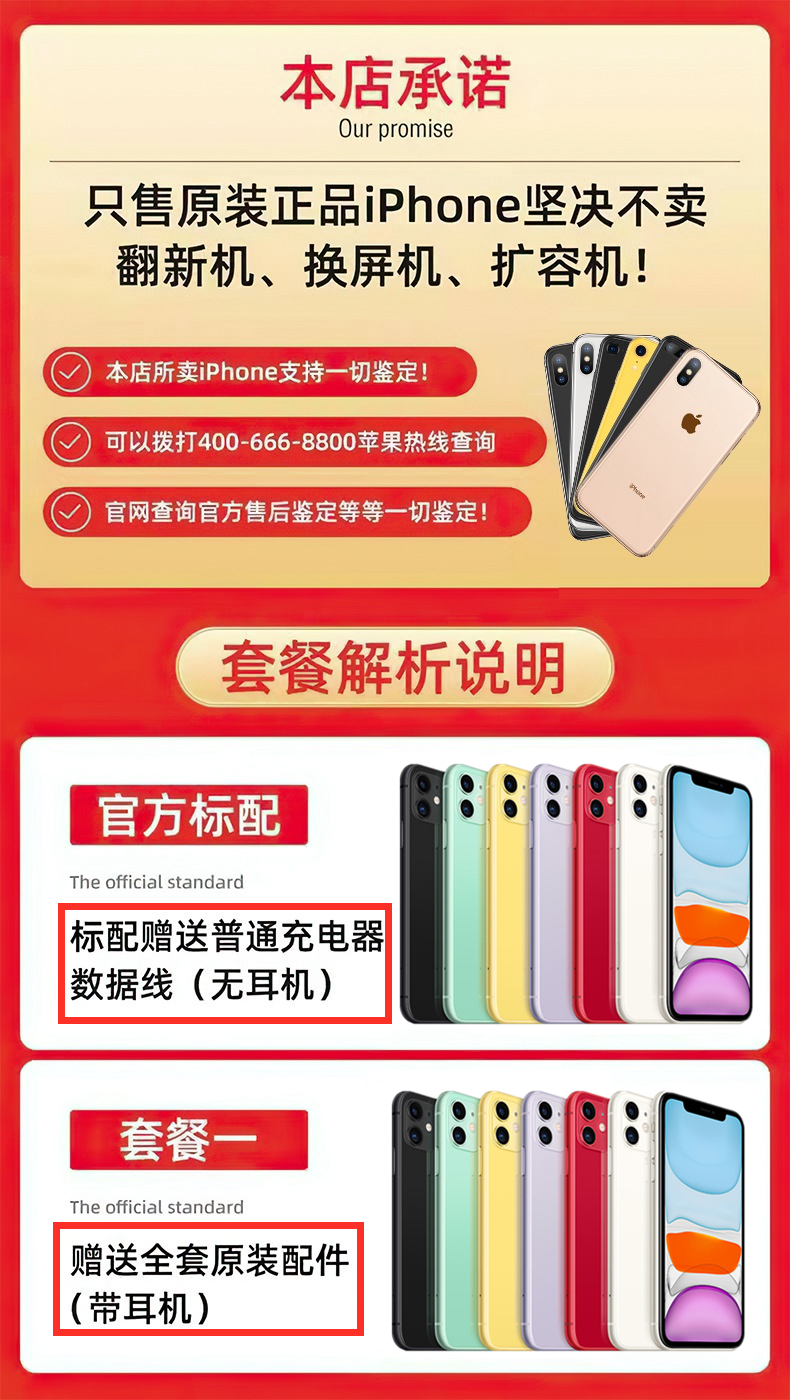 本店承诺
Our promise
只售原装正品iPhone坚决不卖
翻新机、换屏机、扩容机！
本店所卖iPhone支持一切鉴定！
可以拨打400-666-8800苹果热线查询
官网查询官方售后鉴定等等一切鉴定！
iPhone
套餐解析说明
官方标配
The official standard
标配赠送普通充电器
数据线（无耳机）
套餐一
The official standard
赠送全套原装配件
（带耳机）